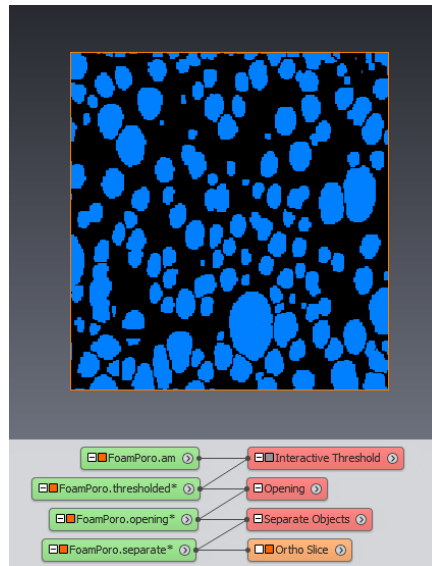 FoamPoro.am Interactive Threshold
FoamPoro.thresholded* Opening
FoamPoro.opening* Separate Objects
FoamPoro.separate* Ortho Slice